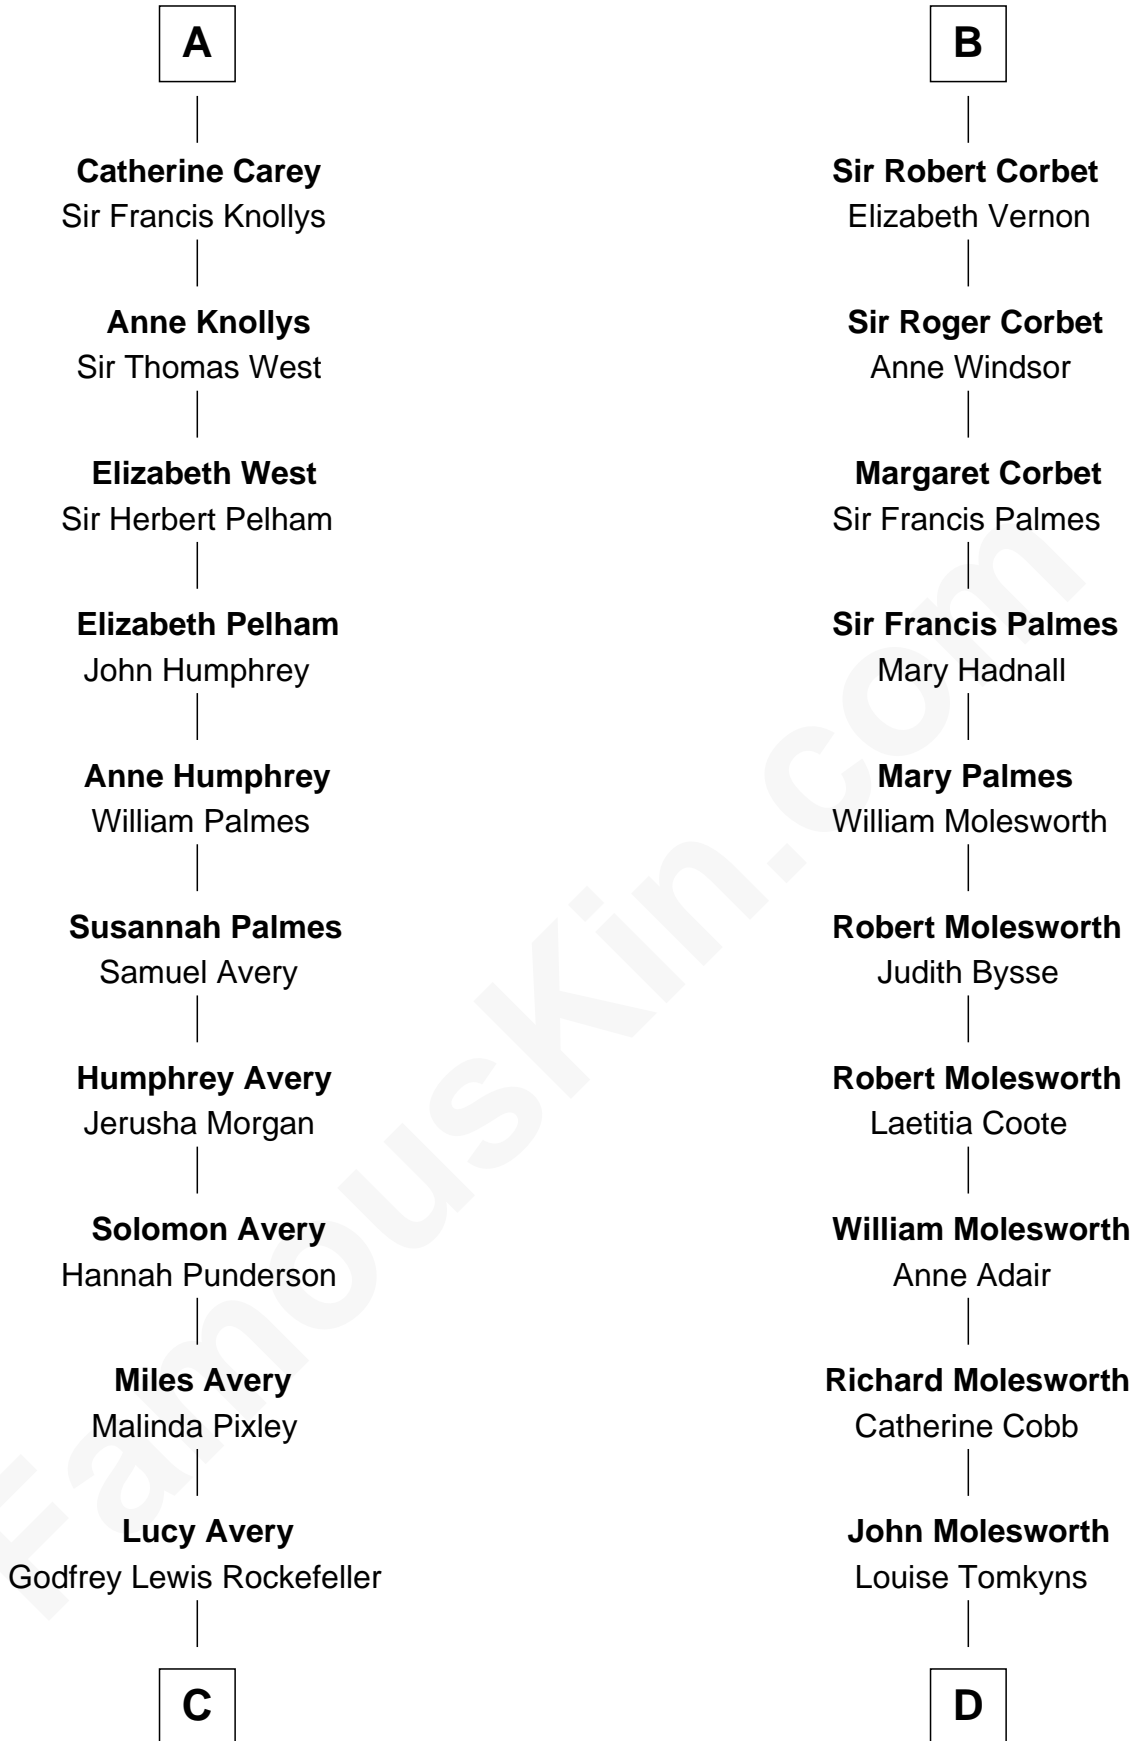 A
Catherine Carey
Sir Francis Knollys
Anne Knollys
Sir Thomas West
Elizabeth West
Sir Herbert Pelham
Elizabeth Pelham
John Humphrey
Anne Humphrey
William Palmes
Susannah Palmes
Samuel Avery
Humphrey Avery
Jerusha Morgan
Solomon Avery
Hannah Punderson
Miles Avery
Malinda Pixley
Lucy Avery
Godfrey Lewis Rockefeller
C
B
Sir Robert Corbet
Elizabeth Vernon
Sir Roger Corbet
Anne Windsor
Margaret Corbet
Sir Francis Palmes
Sir Francis Palmes
Mary Hadnall
Mary Palmes
William Molesworth
Robert Molesworth
Judith Bysse
Robert Molesworth
Laetitia Coote
William Molesworth
Anne Adair
Richard Molesworth
Catherine Cobb
John Molesworth
Louise Tomkyns
D
FamousKin.com